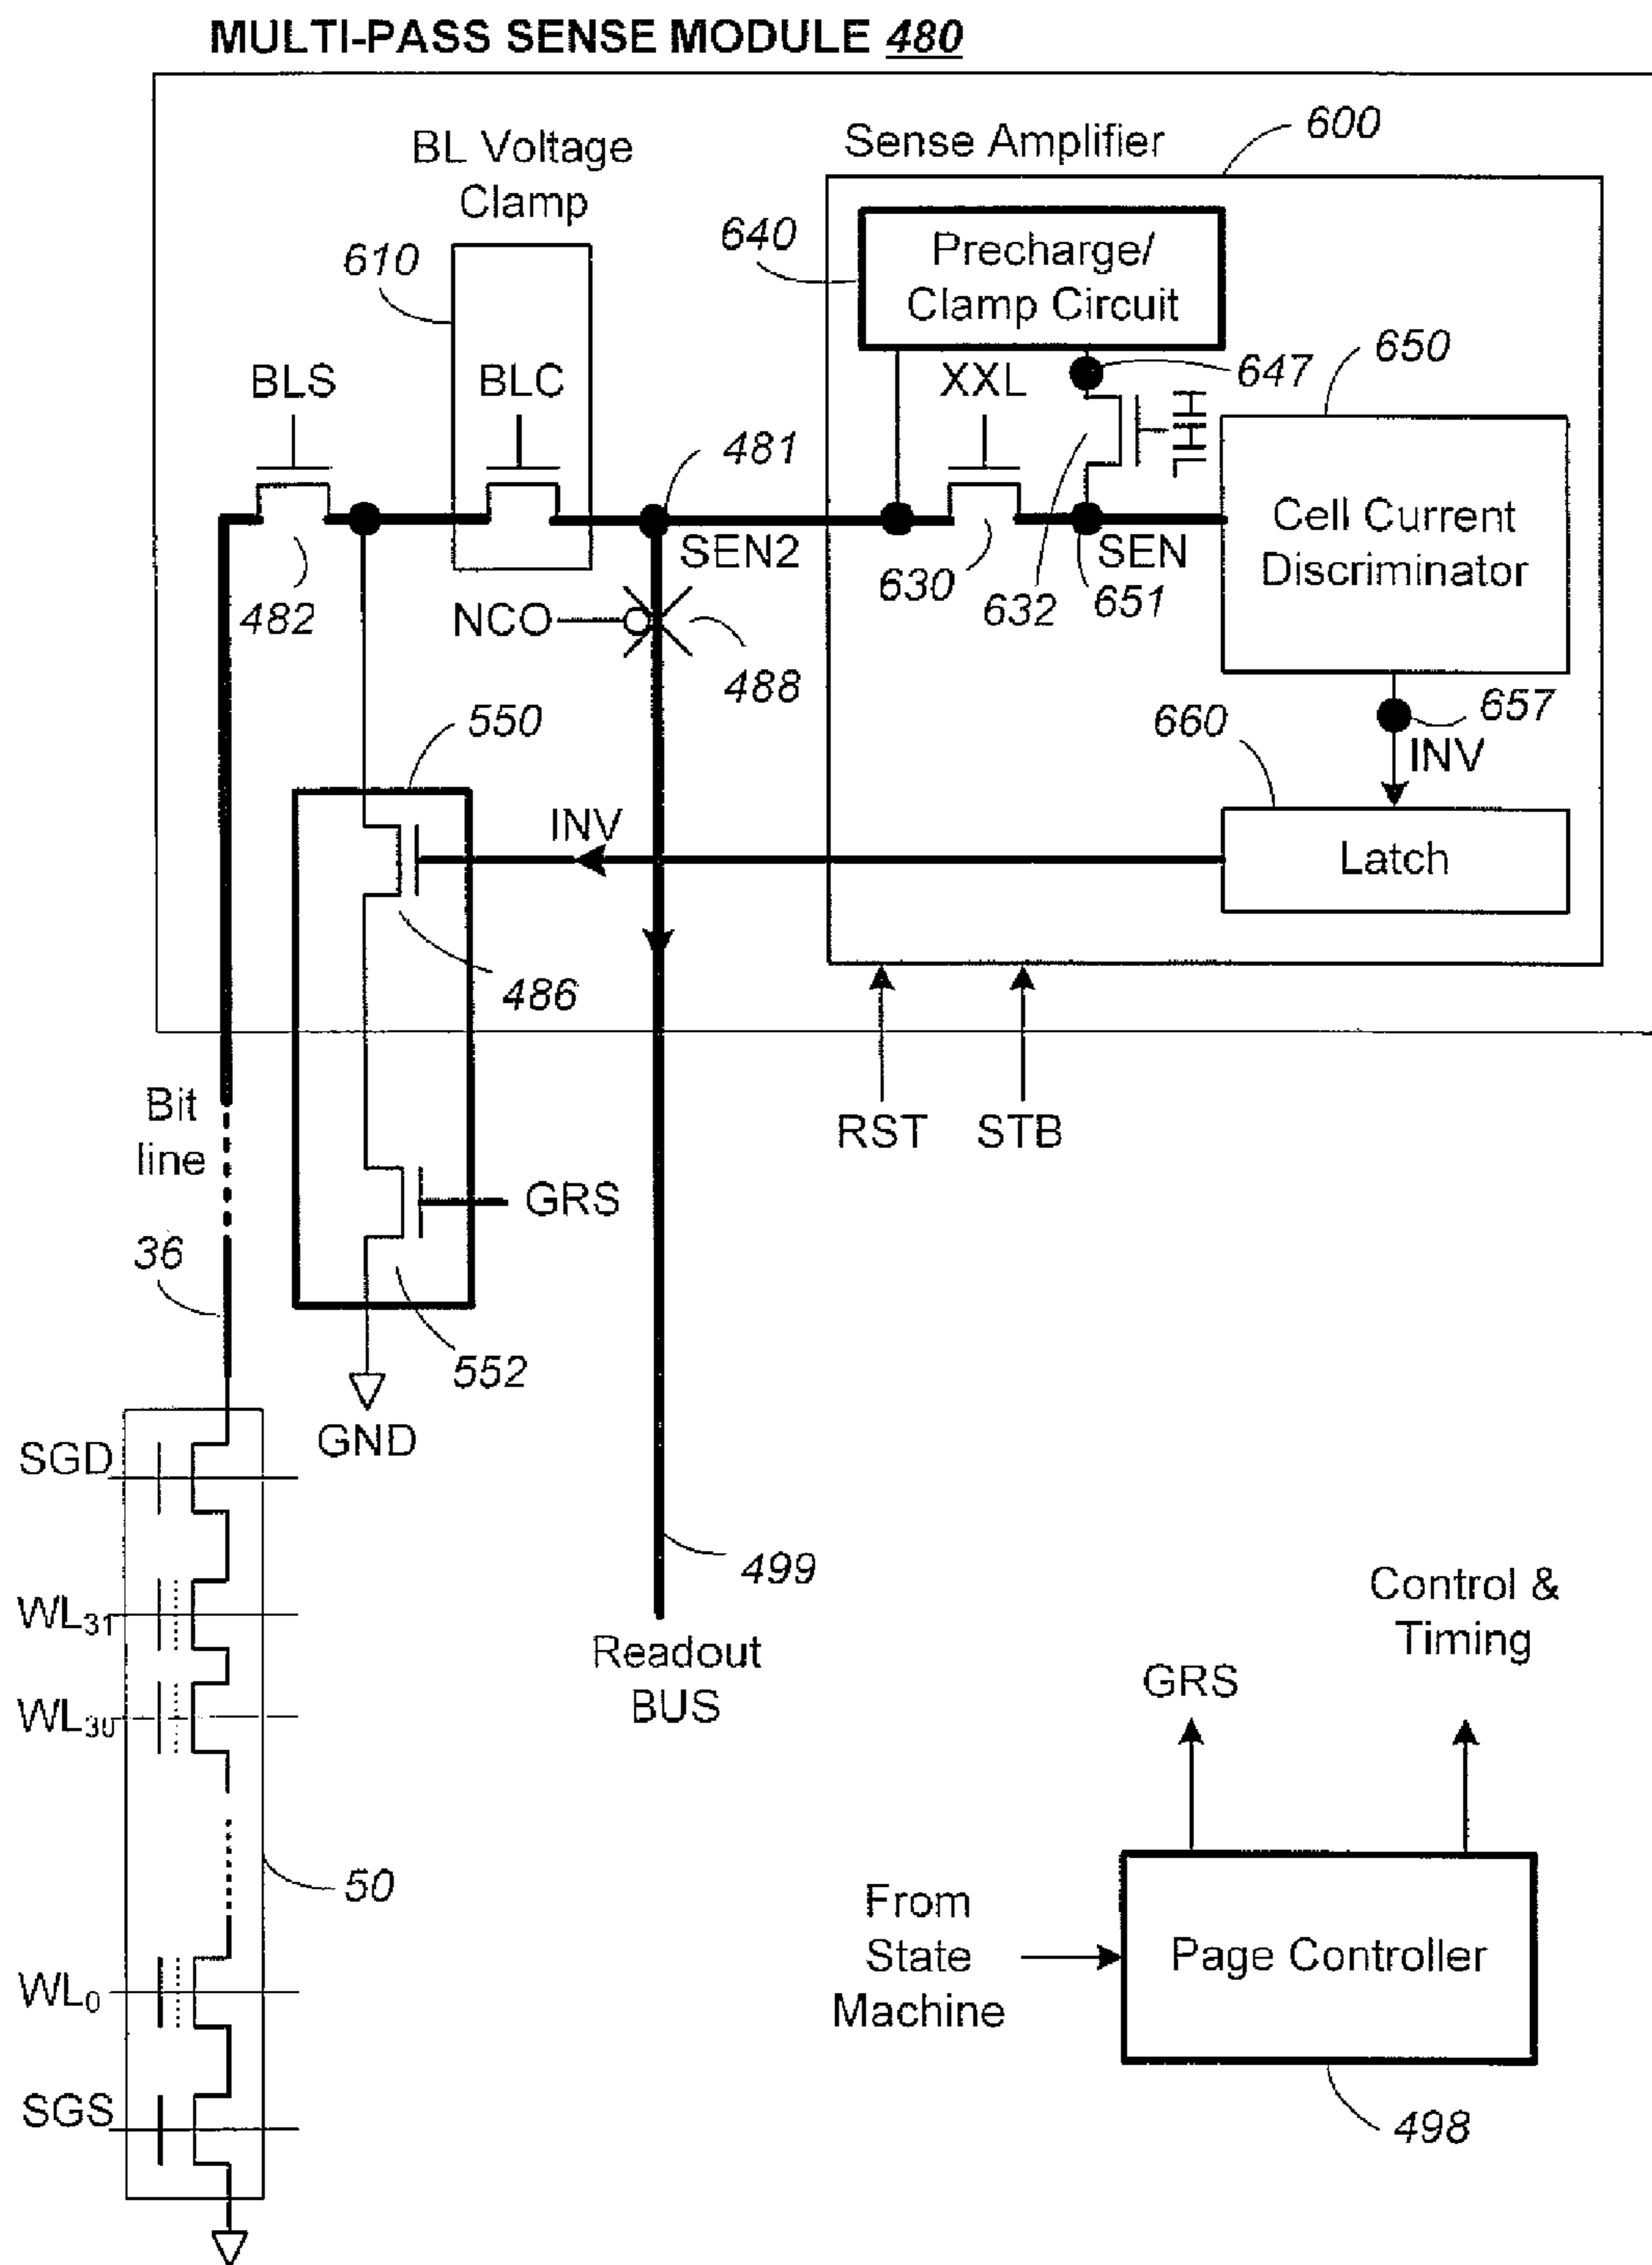 MULTI-PASS SENSE MODULE 480
BL Voltage
Clamp
Sense Amplifier
600
610
640
Precharge/
Clamp Circuit
650
647
BLS
BLC
XXL
HHL
481
SEN2
SEN
Cell Current
Discriminator
482
NCO
488
630
632
651
657
550
660
INV
INV
Latch
486
RST
STB
Bit
line
GRS
36
552
GND
SGD
499
WL31
Readout
BUS
Control &
Timing
GRS
WL30
50
From
State
Machine
Page Controller
WL0
SGS
498